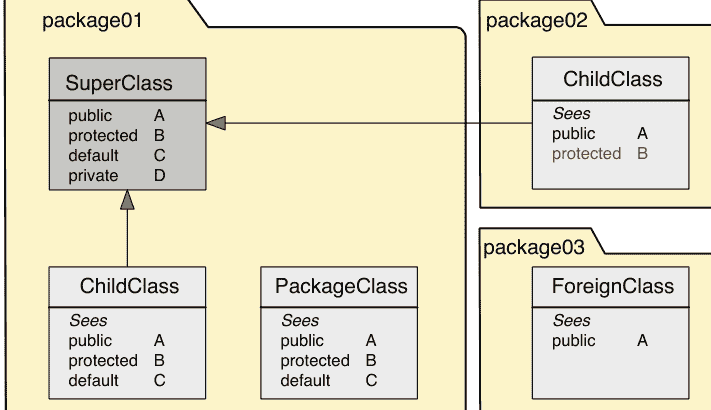 package01
SuperClass
public A
protected B
default C
private D
ChildClass
Sees
public A
protected B
default C
PackageClass
Sees
public A
protected B
default C
package02
ChildClass
Sees
public A
protected B
package03
ForeignClass
Sees
public A